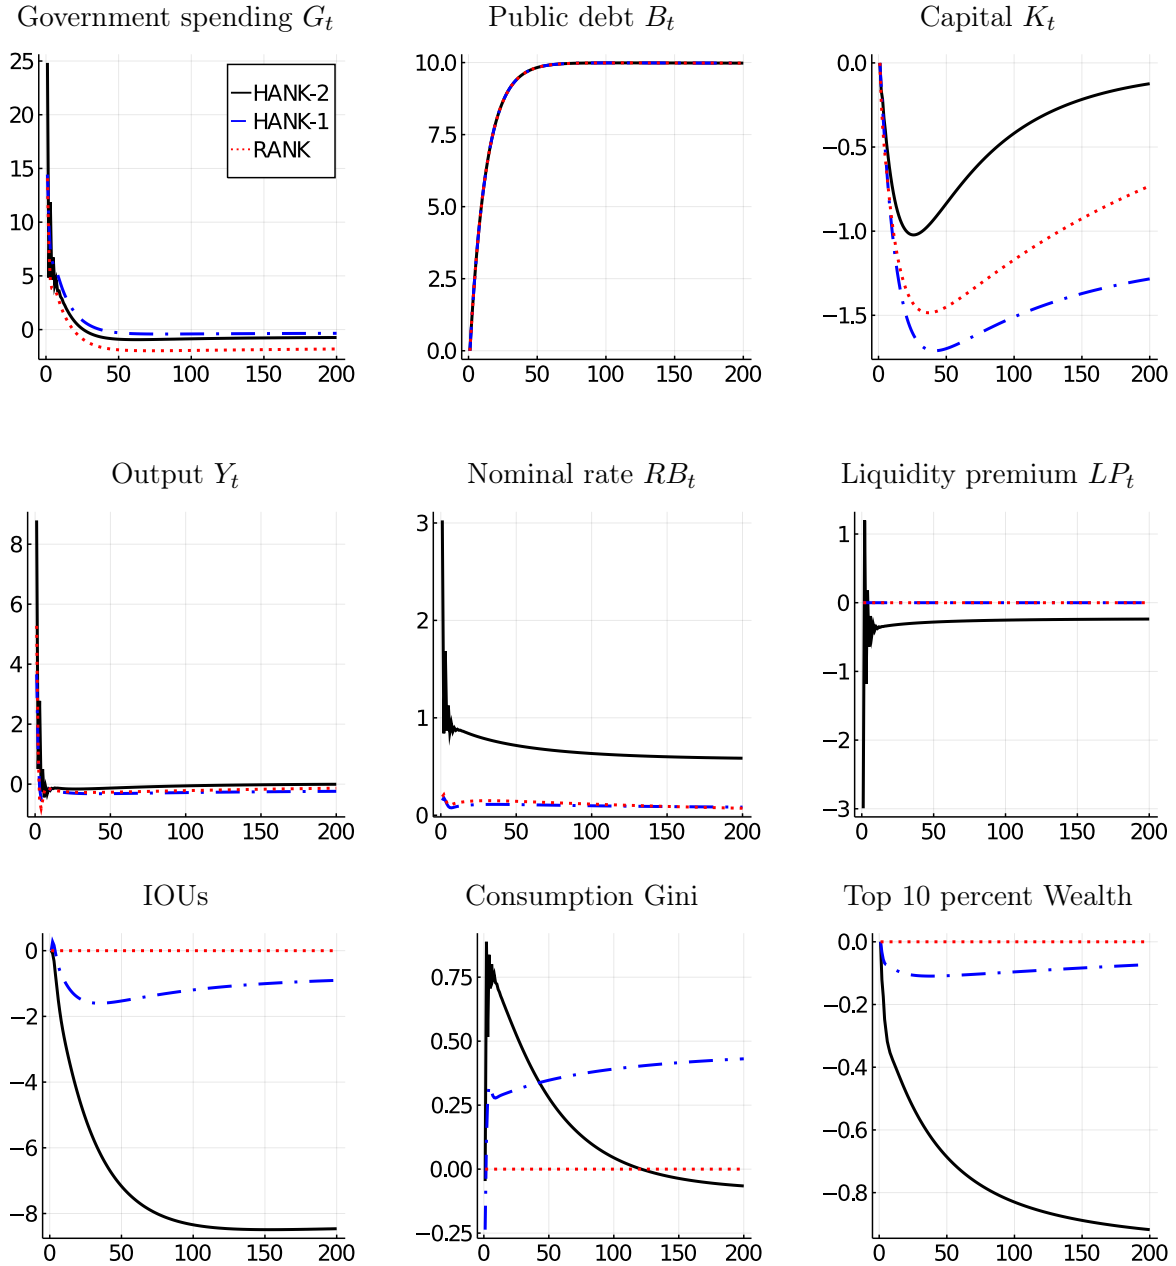 Government spending G_t
Public debt B_t
Capital K_t
25
20
15
10
5
0
HANK-2
HANK-1
RANK
0 50 100 150 200
10.0
7.5
5.0
2.5
0.0
0 50 100 150 200
0.0
−0.5
−1.0
−1.5
0 50 100 150 200
Output Y_t
Nominal rate RB_t
Liquidity premium LP_t
8
6
4
2
0
0 50 100 150 200
3
2
1
0
0 50 100 150 200
1
0
−1
−2
−3
0 50 100 150 200
IOUs
Consumption Gini
Top 10 percent Wealth
0
−2
−4
−6
−8
0 50 100 150 200
0.75
0.50
0.25
0.00
−0.25
0 50 100 150 200
0.0
−0.2
−0.4
−0.6
−0.8
0 50 100 150 200